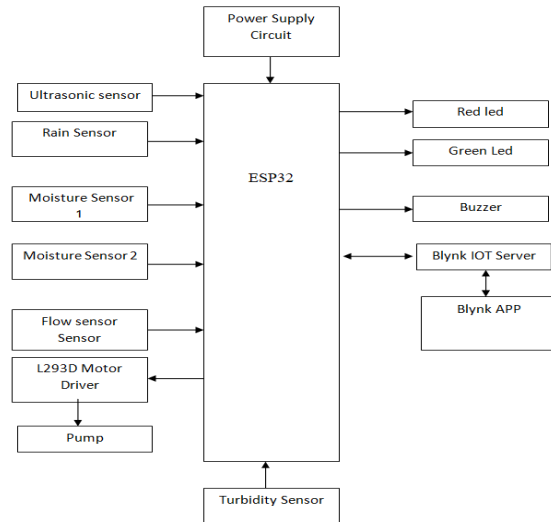 Power Supply
Circuit
Ultrasonic sensor
Rain Sensor
Moisture Sensor
1
Moisture Sensor 2
Flow sensor
Sensor
L293D Motor
Driver
Pump
ESP32
Red led
Green Led
Buzzer
Blynk IOT Server
Blynk APP
Turbidity Sensor